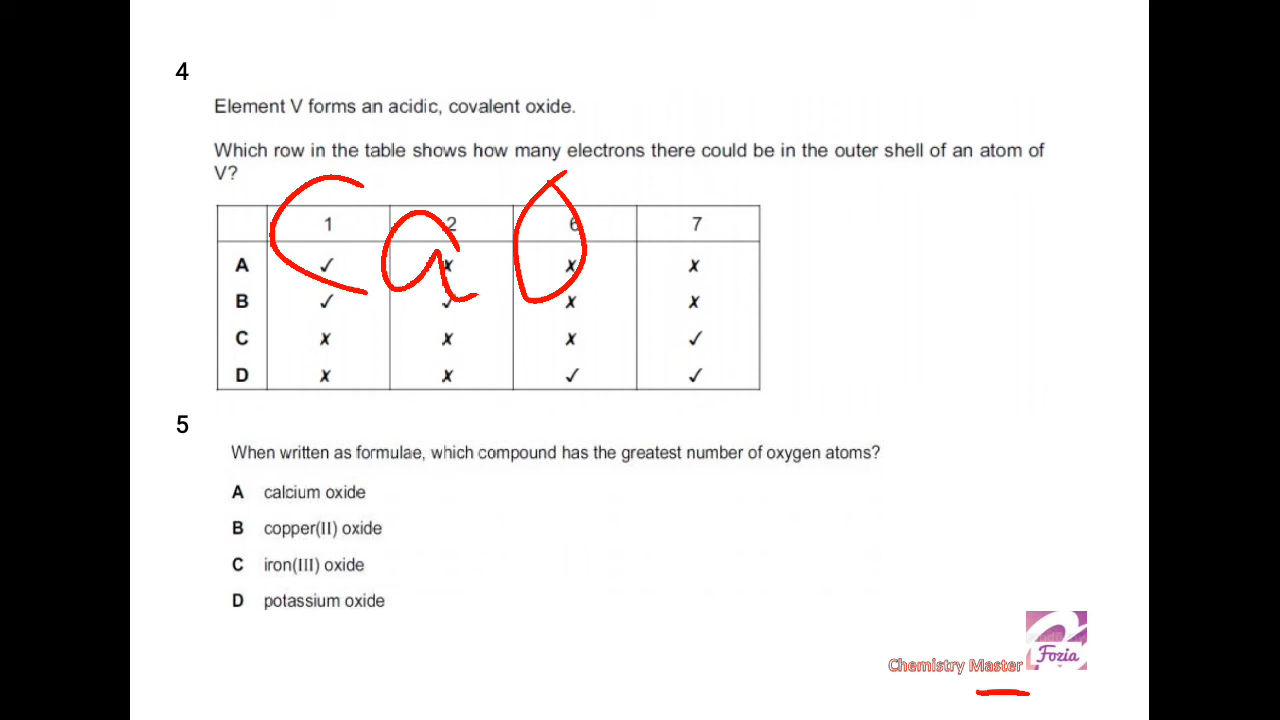 4
Element V forms an acidic, covalent oxide.
Which row in the table shows how many electrons there could be in the outer shell of an atom of
V?
1 2 6 7
A ✓ ✗ ✗ ✗
B ✓ ✓ ✗ ✗
C ✗ ✗ ✗ ✓
D ✗ ✗ ✓ ✓
CaO
5
When written as formulae, which compound has the greatest number of oxygen atoms?
A calcium oxide
B copper(II) oxide
C iron(III) oxide
D potassium oxide
Chemistry Master
Fozia